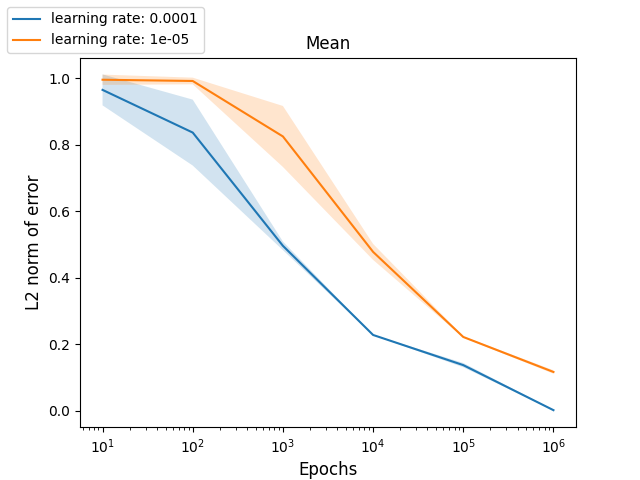 learning rate: 0.0001
learning rate: 1e-05
Mean
L2 norm of error
1.0
0.8
0.6
0.4
0.2
0.0
10¹ 10² 10³ 10⁴ 10⁵ 10⁶
Epochs